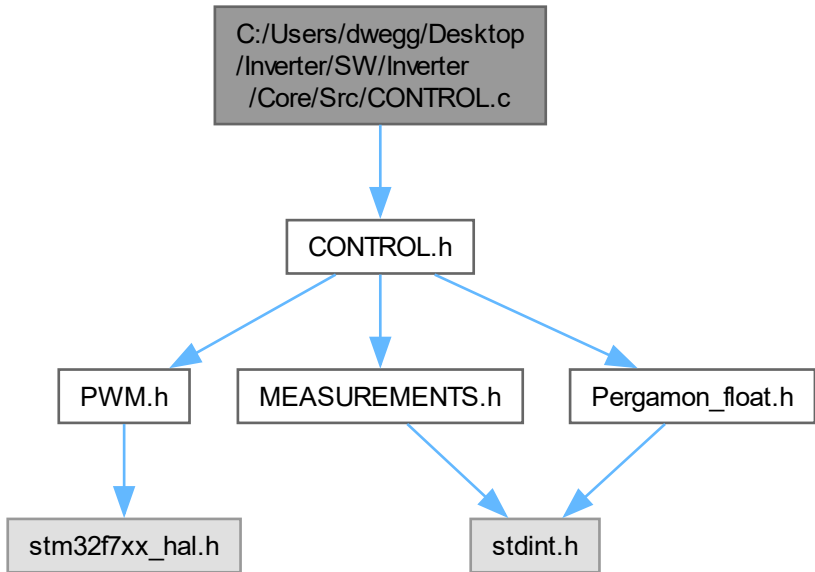 C:/Users/dwegg/Desktop
/Inverter/SW/Inverter
/Core/Src/CONTROL.c
CONTROL.h
PWM.h
MEASUREMENTS.h
Pergamon_float.h
stm32f7xx_hal.h
stdint.h